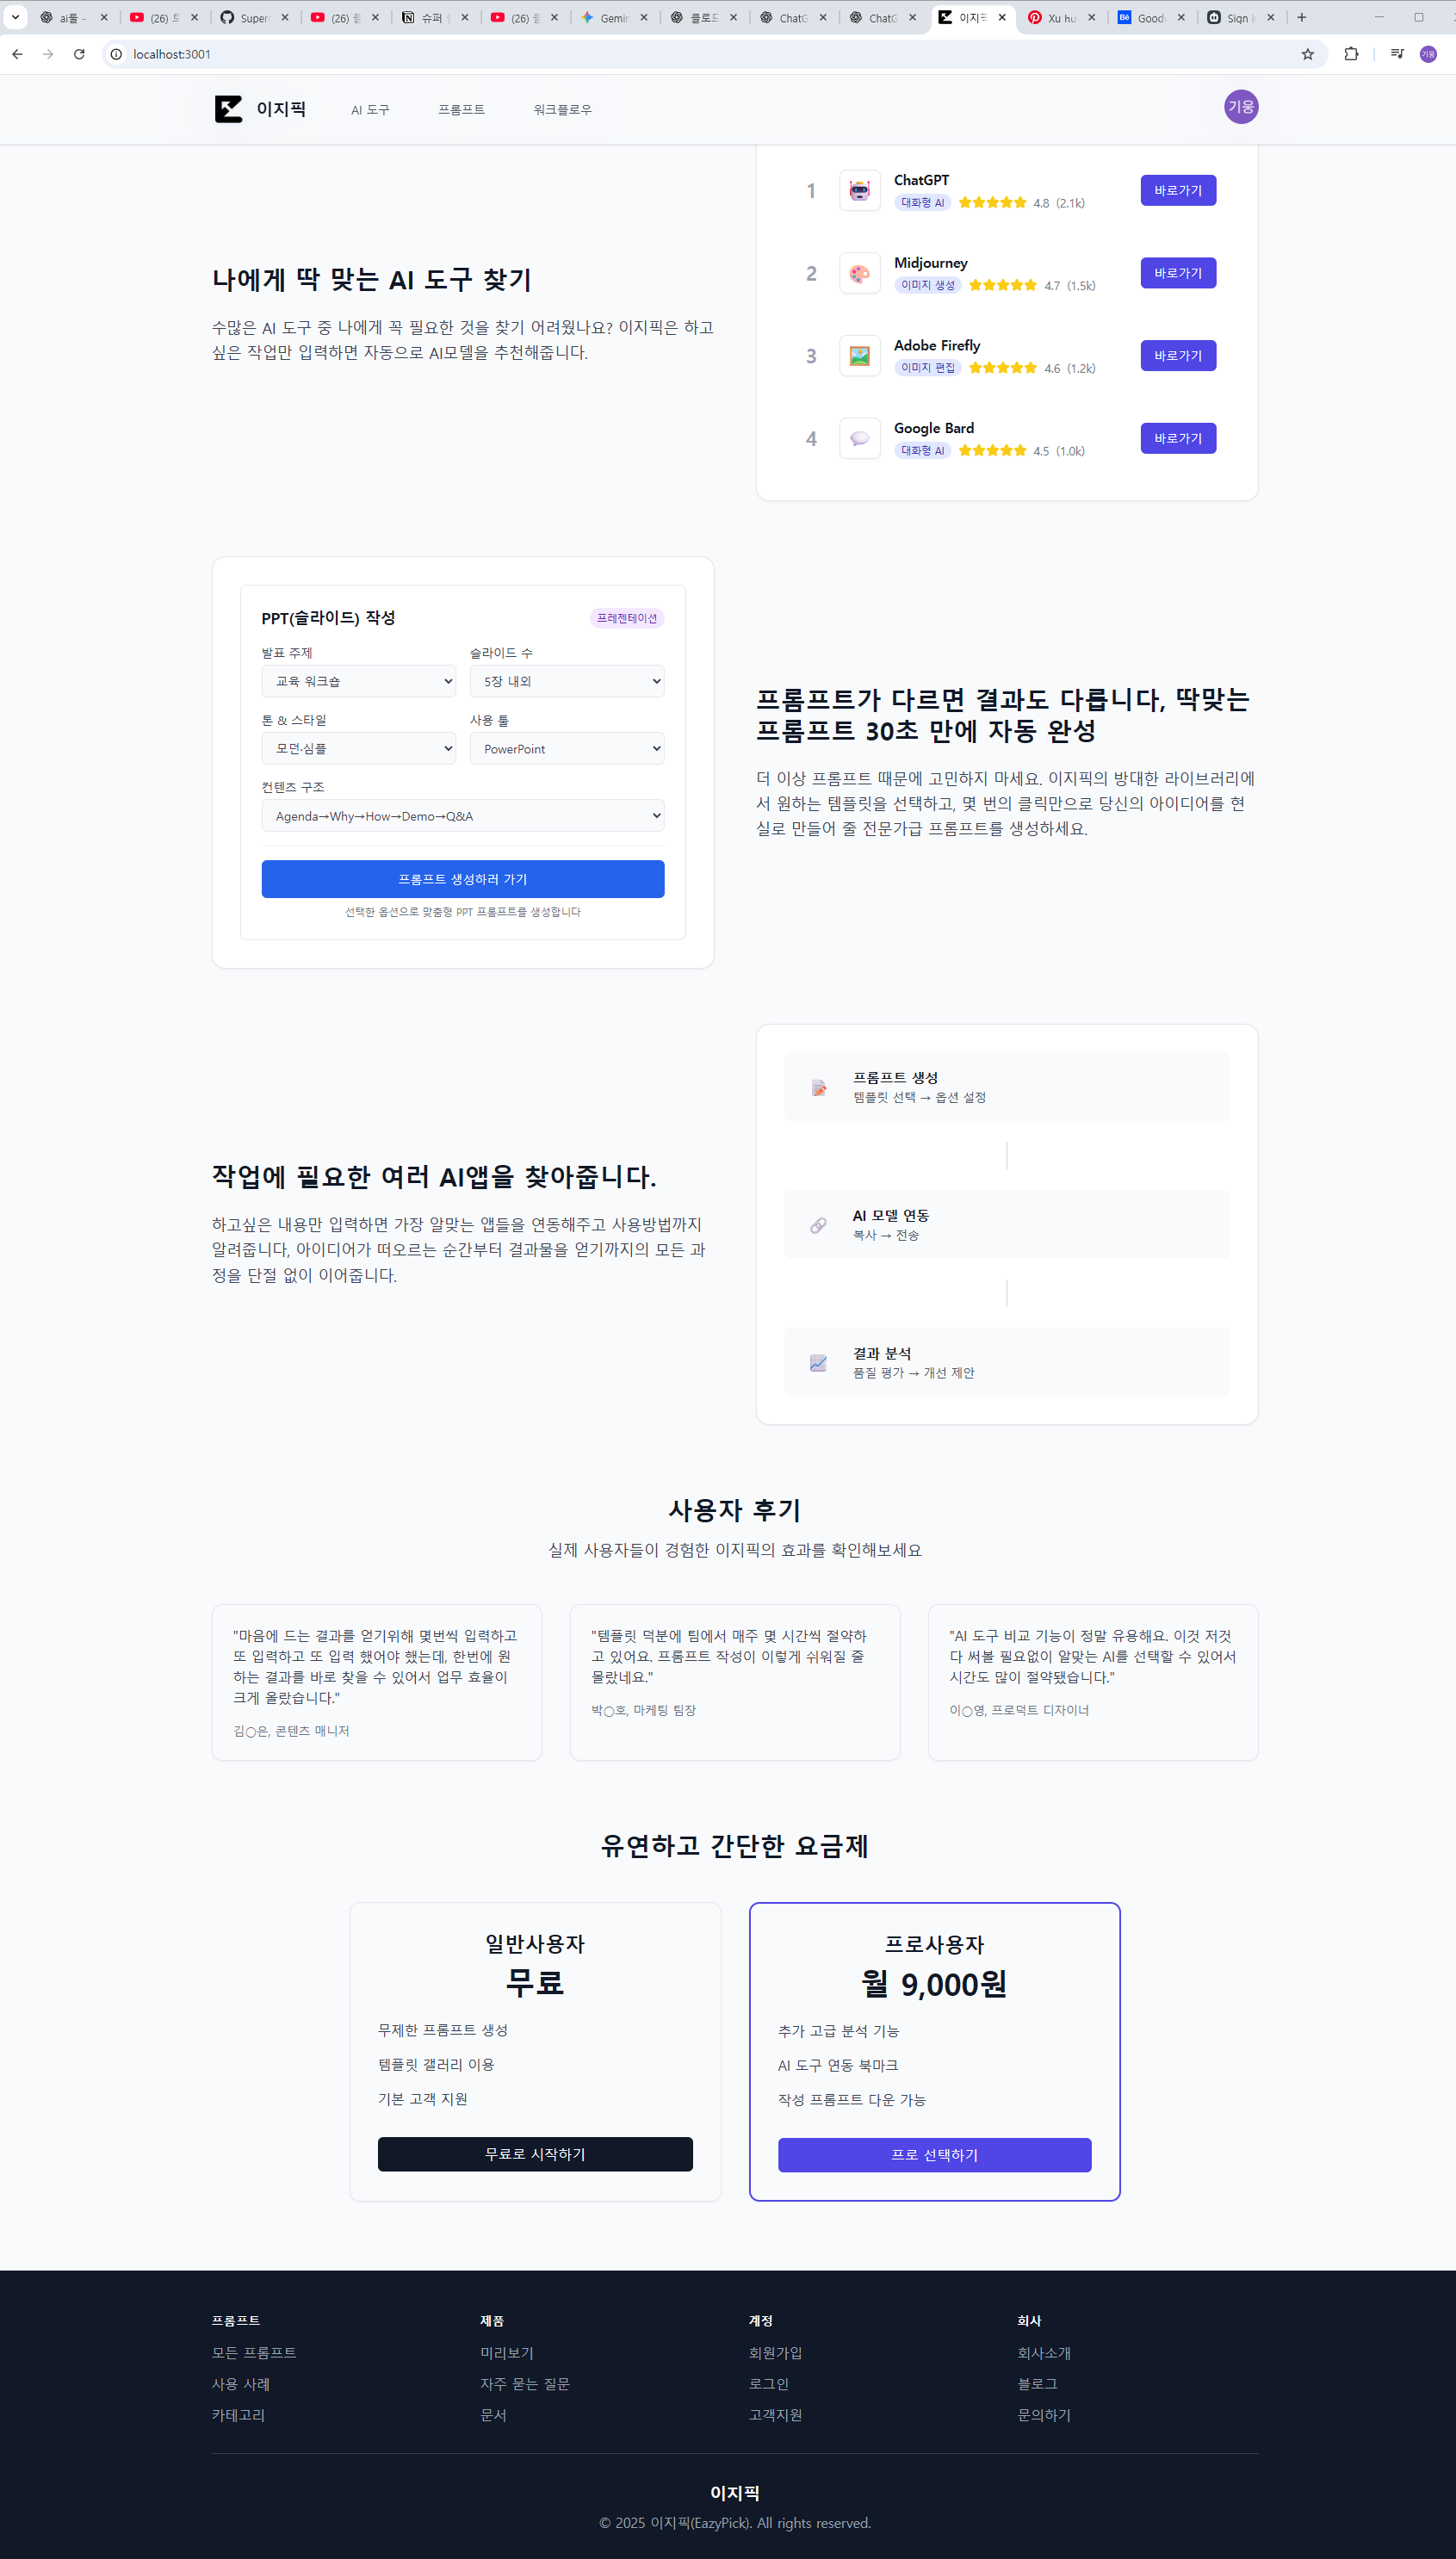 ai툴 -
(26)
Super
(26)
슈퍼
(26)
Gemin
클로드
ChatG
ChatG
이지픽
Xu hu
Good
Sign i
localhost:3001
기웅
이지픽
AI 도구
프롬프트
워크플로우
기웅
1
ChatGPT
대화형 AI
4.8 (2.1k)
바로가기
2
Midjourney
이미지 생성
4.7 (1.5k)
바로가기
3
Adobe Firefly
이미지 편집
4.6 (1.2k)
바로가기
4
Google Bard
대화형 AI
4.5 (1.0k)
바로가기
나에게 딱 맞는 AI 도구 찾기
수많은 AI 도구 중 나에게 꼭 필요한 것을 찾기 어려웠나요? 이지픽은 하고
싶은 작업만 입력하면 자동으로 AI모델을 추천해줍니다.
PPT(슬라이드) 작성
프레젠테이션
발표 주제
슬라이드 수
교육 워크숍
5장 내외
톤 & 스타일
사용 툴
모던·심플
PowerPoint
컨텐츠 구조
Agenda→Why→How→Demo→Q&A
프롬프트 생성하러 가기
선택한 옵션으로 맞춤형 PPT 프롬프트를 생성합니다
프롬프트가 다르면 결과도 다릅니다, 딱맞는
프롬프트 30초 만에 자동 완성
더 이상 프롬프트 때문에 고민하지 마세요. 이지픽의 방대한 라이브러리에
서 원하는 템플릿을 선택하고, 몇 번의 클릭만으로 당신의 아이디어를 현
실로 만들어 줄 전문가급 프롬프트를 생성하세요.
작업에 필요한 여러 AI앱을 찾아줍니다.
하고싶은 내용만 입력하면 가장 알맞는 앱들을 연동해주고 사용방법까지
알려줍니다, 아이디어가 떠오르는 순간부터 결과물을 얻기까지의 모든 과
정을 단절 없이 이어줍니다.
프롬프트 생성
템플릿 선택 → 옵션 설정
AI 모델 연동
복사 → 전송
결과 분석
품질 평가 → 개선 제안
사용자 후기
실제 사용자들이 경험한 이지픽의 효과를 확인해보세요
"마음에 드는 결과를 얻기위해 몇번씩 입력하고
또 입력하고 또 입력 했어야 했는데, 한번에 원
하는 결과를 바로 찾을 수 있어서 업무 효율이
크게 올랐습니다."
김○은, 콘텐츠 매니저
"템플릿 덕분에 팀에서 매주 몇 시간씩 절약하
고 있어요. 프롬프트 작성이 이렇게 쉬워질 줄
몰랐네요."
박○호, 마케팅 팀장
"AI 도구 비교 기능이 정말 유용해요. 이것 저것
다 써볼 필요없이 알맞는 AI를 선택할 수 있어서
시간도 많이 절약됐습니다."
이○영, 프로덕트 디자이너
유연하고 간단한 요금제
일반사용자
무료
무제한 프롬프트 생성
템플릿 갤러리 이용
기본 고객 지원
무료로 시작하기
프로사용자
월 9,000원
추가 고급 분석 기능
AI 도구 연동 북마크
작성 프롬프트 다운 가능
프로 선택하기
프롬프트
모든 프롬프트
사용 사례
카테고리
제품
미리보기
자주 묻는 질문
문서
계정
회원가입
로그인
고객지원
회사
회사소개
블로그
문의하기
이지픽
© 2025 이지픽(EazyPick). All rights reserved.